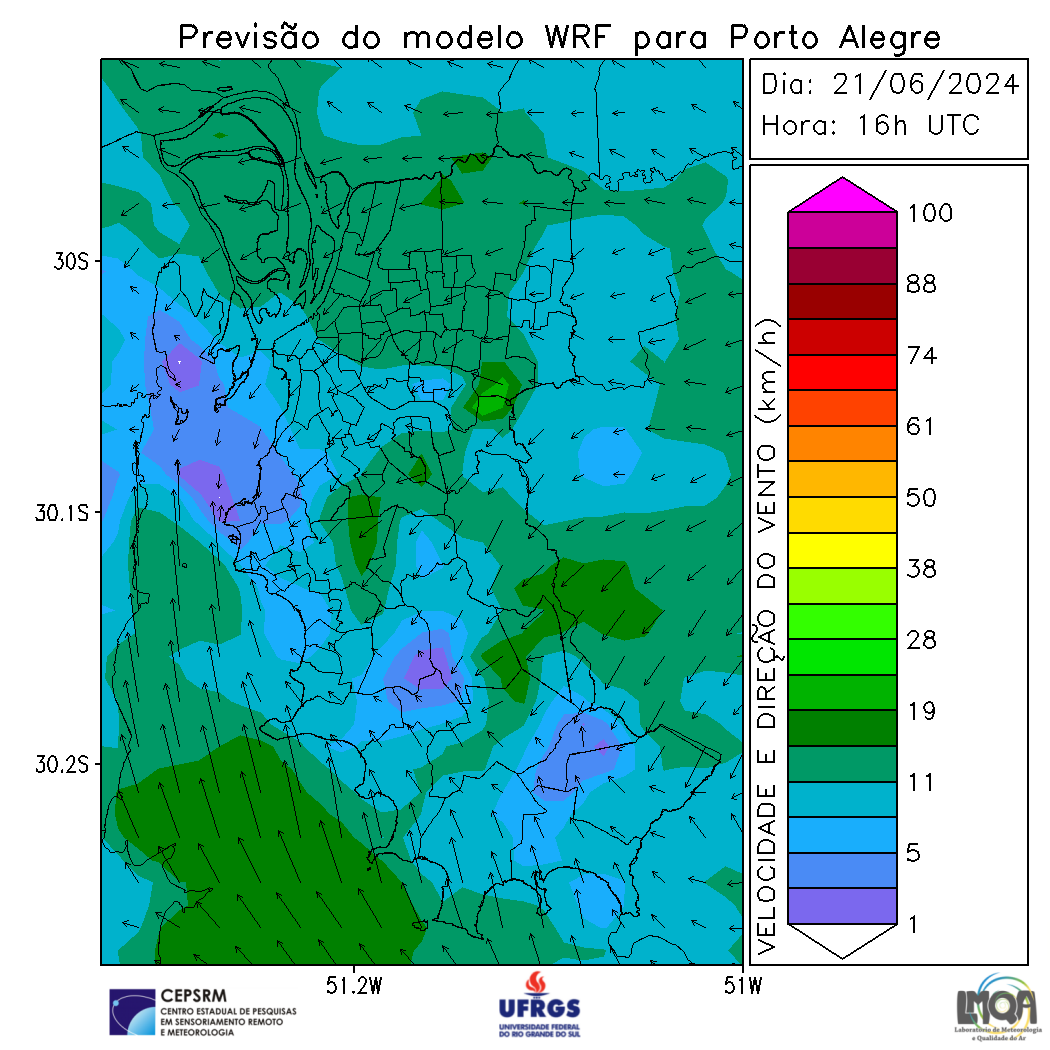 Previsão do modelo WRF para Porto Alegre
Dia: 21/06/2024
Hora: 16h UTC
30S
30.1S
30.2S
51.2W
51W
VELOCIDADE E DIREÇÃO DO VENTO (km/h)
100
88
74
61
50
38
28
19
11
5
1
CEPSRM
CENTRO ESTADUAL DE PESQUISAS
EM SENSORIAMENTO REMOTO
E METEOROLOGIA
UFRGS
UNIVERSIDADE FEDERAL
DO RIO GRANDE DO SUL
LMQA
Laboratório de Meteorologia
e Qualidade do Ar